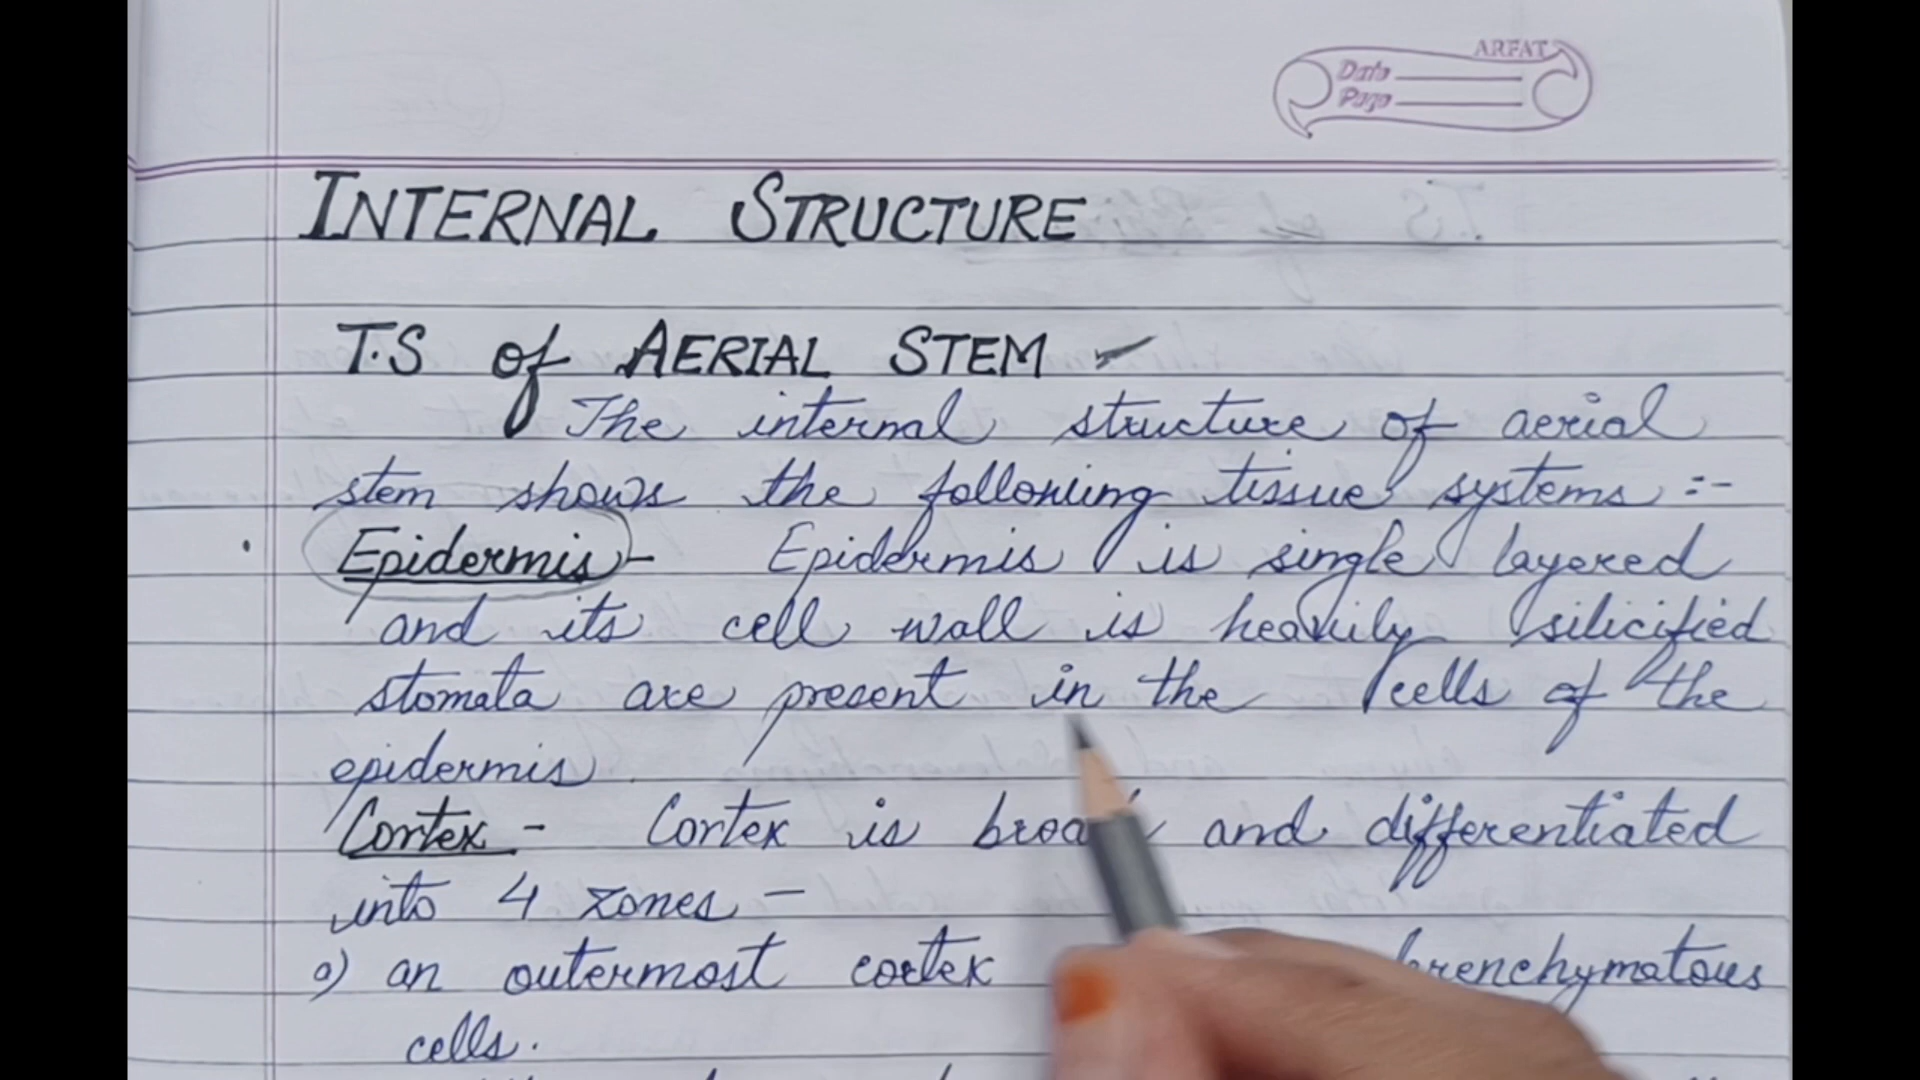 ARFAT
Date
Page
INTERNAL STRUCTURE
T.S of AERIAL STEM
The internal structure of aerial
stem shows the following tissue systems :-
Epidermis - Epidermis is single layered
and its cell wall is heavily silicified
stomata are present in the cells of the
epidermis.
Cortex - Cortex is and differentiated
into 4 zones -
a) an outermost cortex
cells.